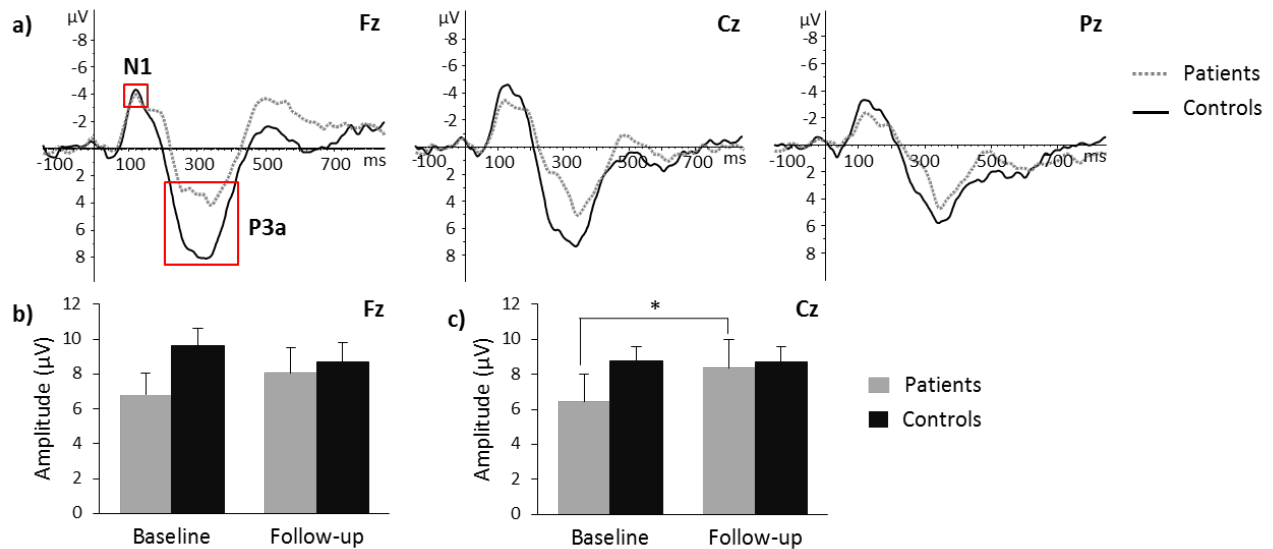 a)
µV
Fz
-8
-6
N1
-4
-2
-100 100 300 500 700 ms
2
4
P3a
6
8
µV
Cz
-8
-6
-4
-2
-100 100 300 500 700 ms
2
4
6
8
µV
Pz
-8
-6
-4
-2
-100 100 300 500 700 ms
2
4
6
8
Patients
Controls
b)
Fz
Amplitude (µV)
12
10
8
6
4
2
0
Baseline Follow-up
c)
*
Cz
Amplitude (µV)
12
10
8
6
4
2
0
Baseline Follow-up
Patients
Controls